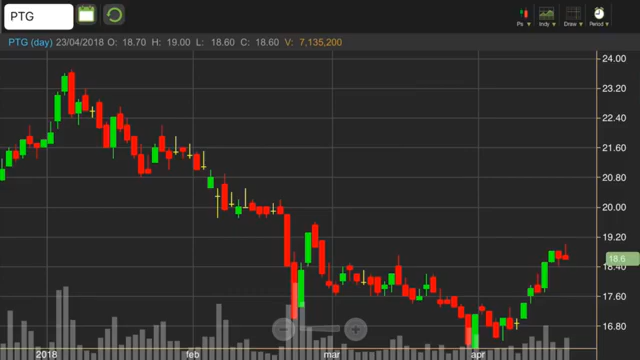 PTG
Ps Indy Drew Period
PTG (day) 23/04/2018 O: 18.70 H: 19.00 L: 18.60 C: 18.60 V: 7,135,200
24.00
23.20
22.40
21.60
20.80
20.00
19.20
18.6
18.40
17.60
16.80
2018 feb mar apr